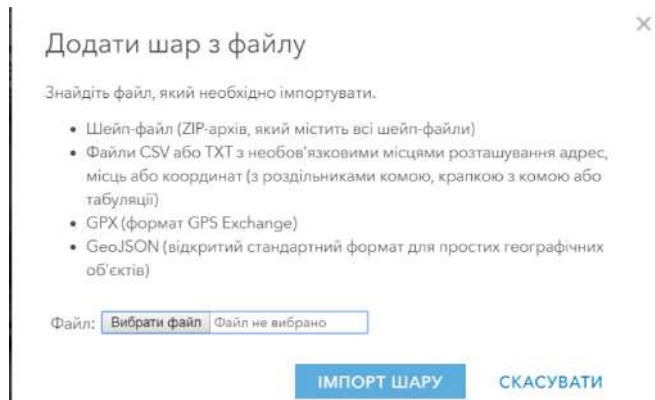 Додати шар з файлу
Знайдіть файл, який необхідно імпортувати.
• Шейп-файл (ZIP-архів, який містить всі шейп-файли)
• Файли CSV або TXT з необов'язковими місцями розташування адрес,
місць або координат (з роздільниками комою, крапкою з комою або
табуляції)
• GPX (формат GPS Exchange)
• GeoJSON (відкритий стандартний формат для простих географічних
об'єктів)
Файл: Вибрати файл Файл не вибрано
ІМПОРТ ШАРУ СКАСУВАТИ